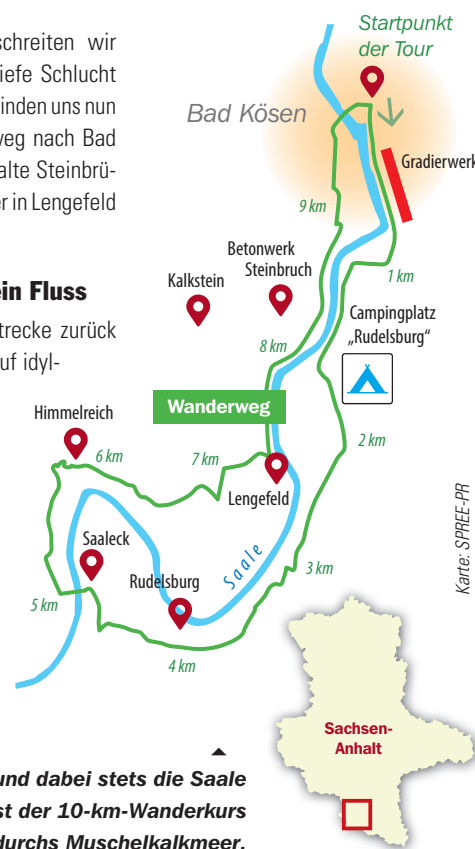 schreiten wir
iefe Schlucht
inden uns nun
weg nach Bad
alte Steinbrü-
er in Lengefeld
ein Fluss
trecke zurück
uf idyl-
Startpunkt
der Tour
Bad Kösen
Gradierwerk
9 km
1 km
Betonwerk
Steinbruch
Kalkstein
Campingplatz
„Rudelsburg“
8 km
Wanderweg
2 km
Himmelreich
6 km
7 km
Lengefeld
Saale
3 km
Saaleck
Rudelsburg
5 km
4 km
Karte: SPREE-PR
Sachsen-
Anhalt
und dabei stets die Saale
st der 10-km-Wanderkurs
durchs Muschelkalkmeer.